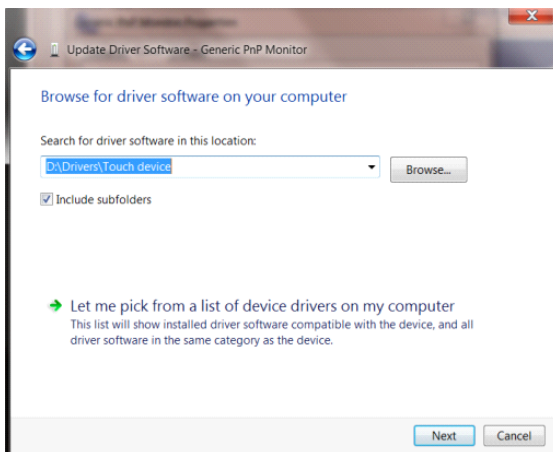 Update Driver Software - Generic PnP Monitor
Browse for driver software on your computer
Search for driver software in this location:
D:\Drivers\Touch device
Browse...
Include subfolders
Let me pick from a list of device drivers on my computer
This list will show installed driver software compatible with the device, and all
driver software in the same category as the device.
Next
Cancel